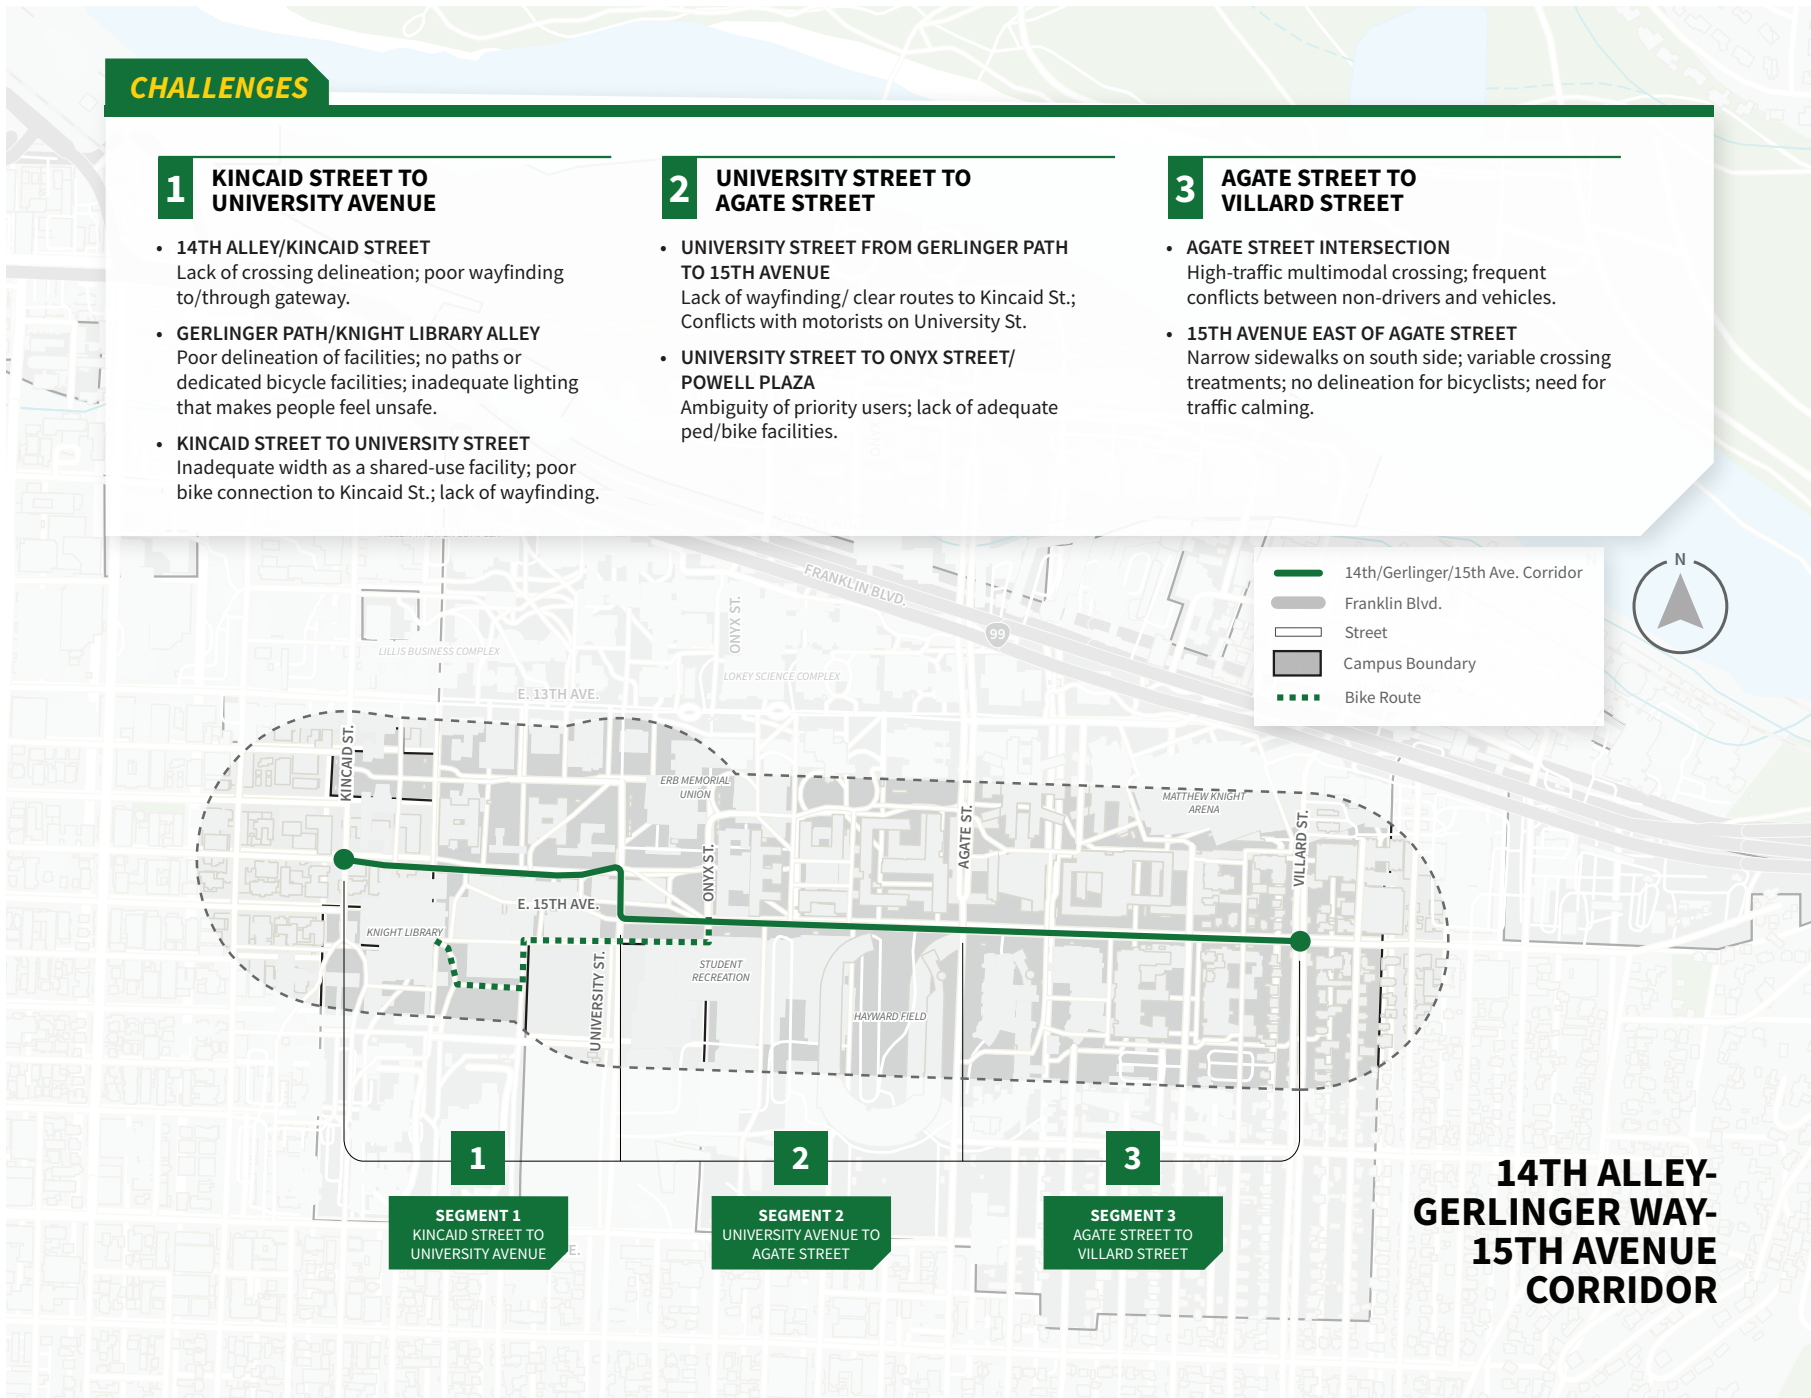 CHALLENGES
1
KINCAID STREET TO
UNIVERSITY AVENUE
• 14TH ALLEY/KINCAID STREET
Lack of crossing delineation; poor wayfinding
to/through gateway.
• GERLINGER PATH/KNIGHT LIBRARY ALLEY
Poor delineation of facilities; no paths or
dedicated bicycle facilities; inadequate lighting
that makes people feel unsafe.
• KINCAID STREET TO UNIVERSITY STREET
Inadequate width as a shared-use facility; poor
bike connection to Kincaid St.; lack of wayfinding.
2
UNIVERSITY STREET TO
AGATE STREET
• UNIVERSITY STREET FROM GERLINGER PATH
TO 15TH AVENUE
Lack of wayfinding/ clear routes to Kincaid St.;
Conflicts with motorists on University St.
• UNIVERSITY STREET TO ONYX STREET/
POWELL PLAZA
Ambiguity of priority users; lack of adequate
ped/bike facilities.
3
AGATE STREET TO
VILLARD STREET
• AGATE STREET INTERSECTION
High-traffic multimodal crossing; frequent
conflicts between non-drivers and vehicles.
• 15TH AVENUE EAST OF AGATE STREET
Narrow sidewalks on south side; variable crossing
treatments; no delineation for bicyclists; need for
traffic calming.
14th/Gerlinger/15th Ave. Corridor
Franklin Blvd.
Street
Campus Boundary
Bike Route
N
FRANKLIN BLVD.
99
ONYX ST.
LILLIS BUSINESS COMPLEX
LOKEY SCIENCE COMPLEX
E. 13TH AVE.
KINCAID ST.
ERB MEMORIAL
UNION
MATTHEW KNIGHT
ARENA
AGATE ST.
VILLARD ST.
ONYX ST.
E. 15TH AVE.
KNIGHT LIBRARY
STUDENT
RECREATION
UNIVERSITY ST.
HAYWARD FIELD
1
SEGMENT 1
KINCAID STREET TO
UNIVERSITY AVENUE
2
SEGMENT 2
UNIVERSITY AVENUE TO
AGATE STREET
3
SEGMENT 3
AGATE STREET TO
VILLARD STREET
14TH ALLEY-
GERLINGER WAY-
15TH AVENUE
CORRIDOR